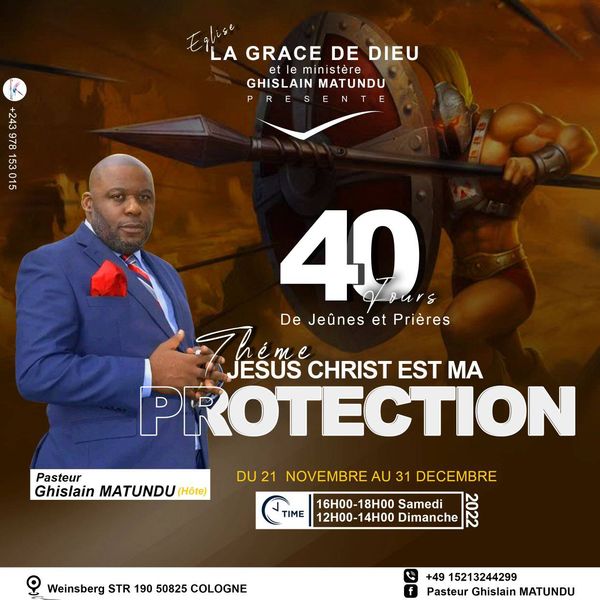 Eglise
LA GRACE DE DIEU
et le ministère
GHISLAIN MATUNDU
PRESENTE
+243 978 153 015
40
Jours
De Jeûnes et Prières
Théme
JESUS CHRIST EST MA
PROTECTION
Pasteur
Ghislain MATUNDU (Hôte)
DU 21 NOVEMBRE AU 31 DECEMBRE
TIME
16H00-18H00 Samedi
12H00-14H00 Dimanche
2022
Weinsberg STR 190 50825 COLOGNE
+49 15213244299
Pasteur Ghislain MATUNDU